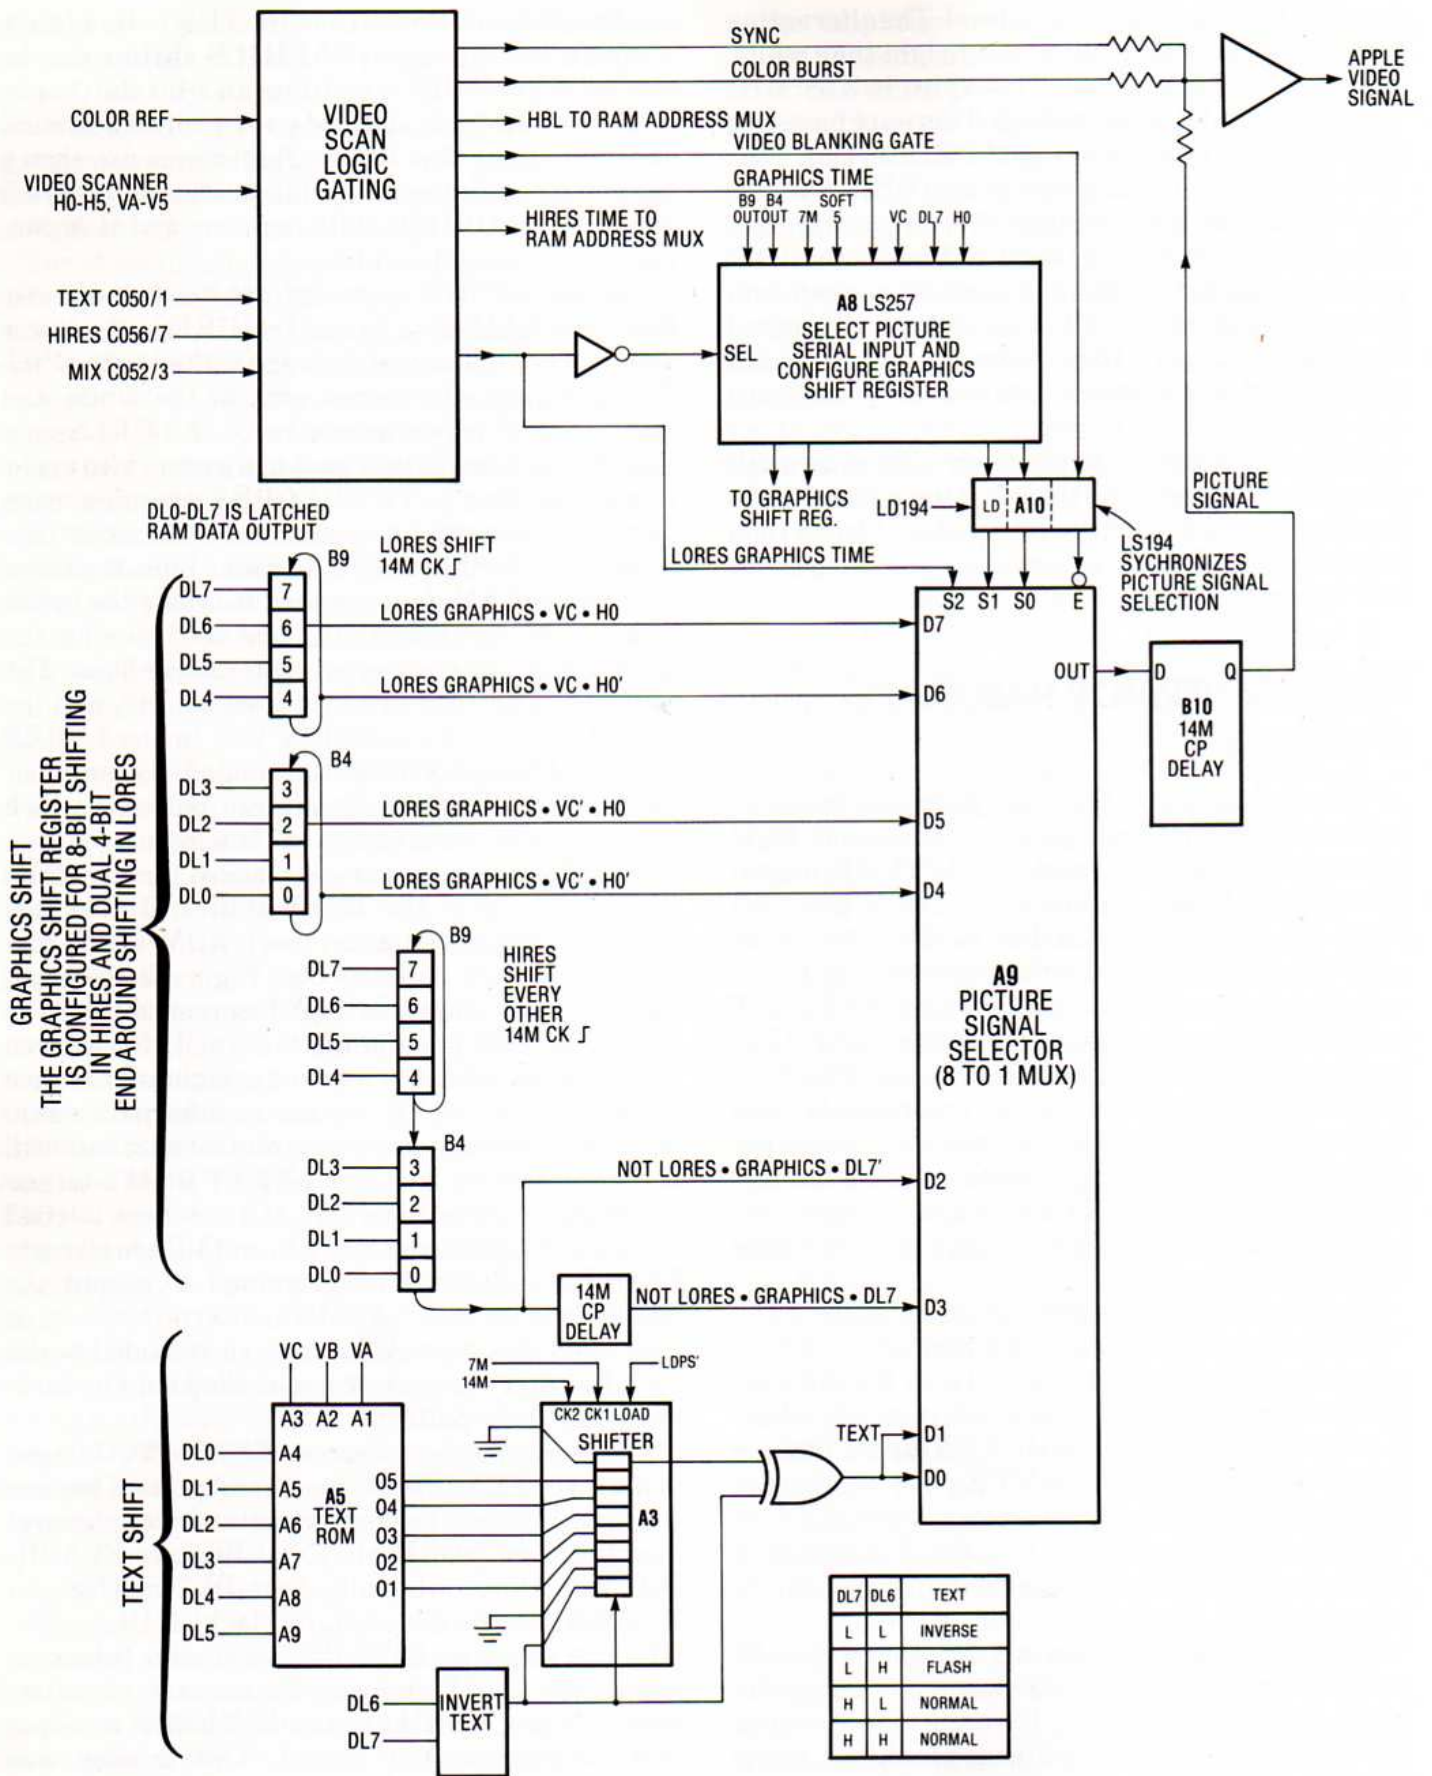 SYNC
COLOR BURST
APPLE
VIDEO
SIGNAL
COLOR REF.
VIDEO
SCAN
LOGIC
GATING
HBL TO RAM ADDRESS MUX
VIDEO BLANKING GATE
VIDEO SCANNER
H0-H5, VA-V5
GRAPHICS TIME
HIRES TIME TO
RAM ADDRESS MUX
B9 B4 SOFT
OUT OUT 7M 5 VC DL7 H0
TEXT C050/1
HIRES C056/7
MIX C052/3
SEL
A8 LS257
SELECT PICTURE
SERIAL INPUT AND
CONFIGURE GRAPHICS
SHIFT REGISTER
TO GRAPHICS
SHIFT REG.
LD194
LD A10
PICTURE
SIGNAL
LS194
SYCHRONIZES
PICTURE SIGNAL
SELECTION
DL0-DL7 IS LATCHED
RAM DATA OUTPUT
LORES GRAPHICS TIME
S2 S1 S0 E
B9
LORES SHIFT
14M CK
DL7 7
DL6 6
DL5 5
DL4 4
LORES GRAPHICS • VC • H0
D7
LORES GRAPHICS • VC • H0'
D6
OUT
D Q
B10
14M
CP
DELAY
B4
DL3 3
DL2 2
DL1 1
DL0 0
LORES GRAPHICS • VC' • H0
D5
LORES GRAPHICS • VC' • H0'
D4
GRAPHICS SHIFT
THE GRAPHICS SHIFT REGISTER
IS CONFIGURED FOR 8-BIT SHIFTING
IN HIRES AND DUAL 4-BIT
END AROUND SHIFTING IN LORES
B9
DL7 7
DL6 6
DL5 5
DL4 4
HIRES
SHIFT
EVERY
OTHER
14M CK
A9
PICTURE
SIGNAL
SELECTOR
(8 TO 1 MUX)
B4
DL3 3
DL2 2
DL1 1
DL0 0
NOT LORES • GRAPHICS • DL7'
D2
14M
CP
DELAY
NOT LORES • GRAPHICS • DL7
D3
TEXT SHIFT
VC VB VA
A3 A2 A1
DL0 A4
DL1 A5
DL2 A6
DL3 A7
DL4 A8
DL5 A9
A5
TEXT
ROM
05
04
03
02
01
7M
14M
LDPS'
CK2 CK1 LOAD
SHIFTER
A3
TEXT
D1
D0
DL6
DL7
INVERT
TEXT
DL7 DL6 TEXT
L L INVERSE
L H FLASH
H L NORMAL
H H NORMAL